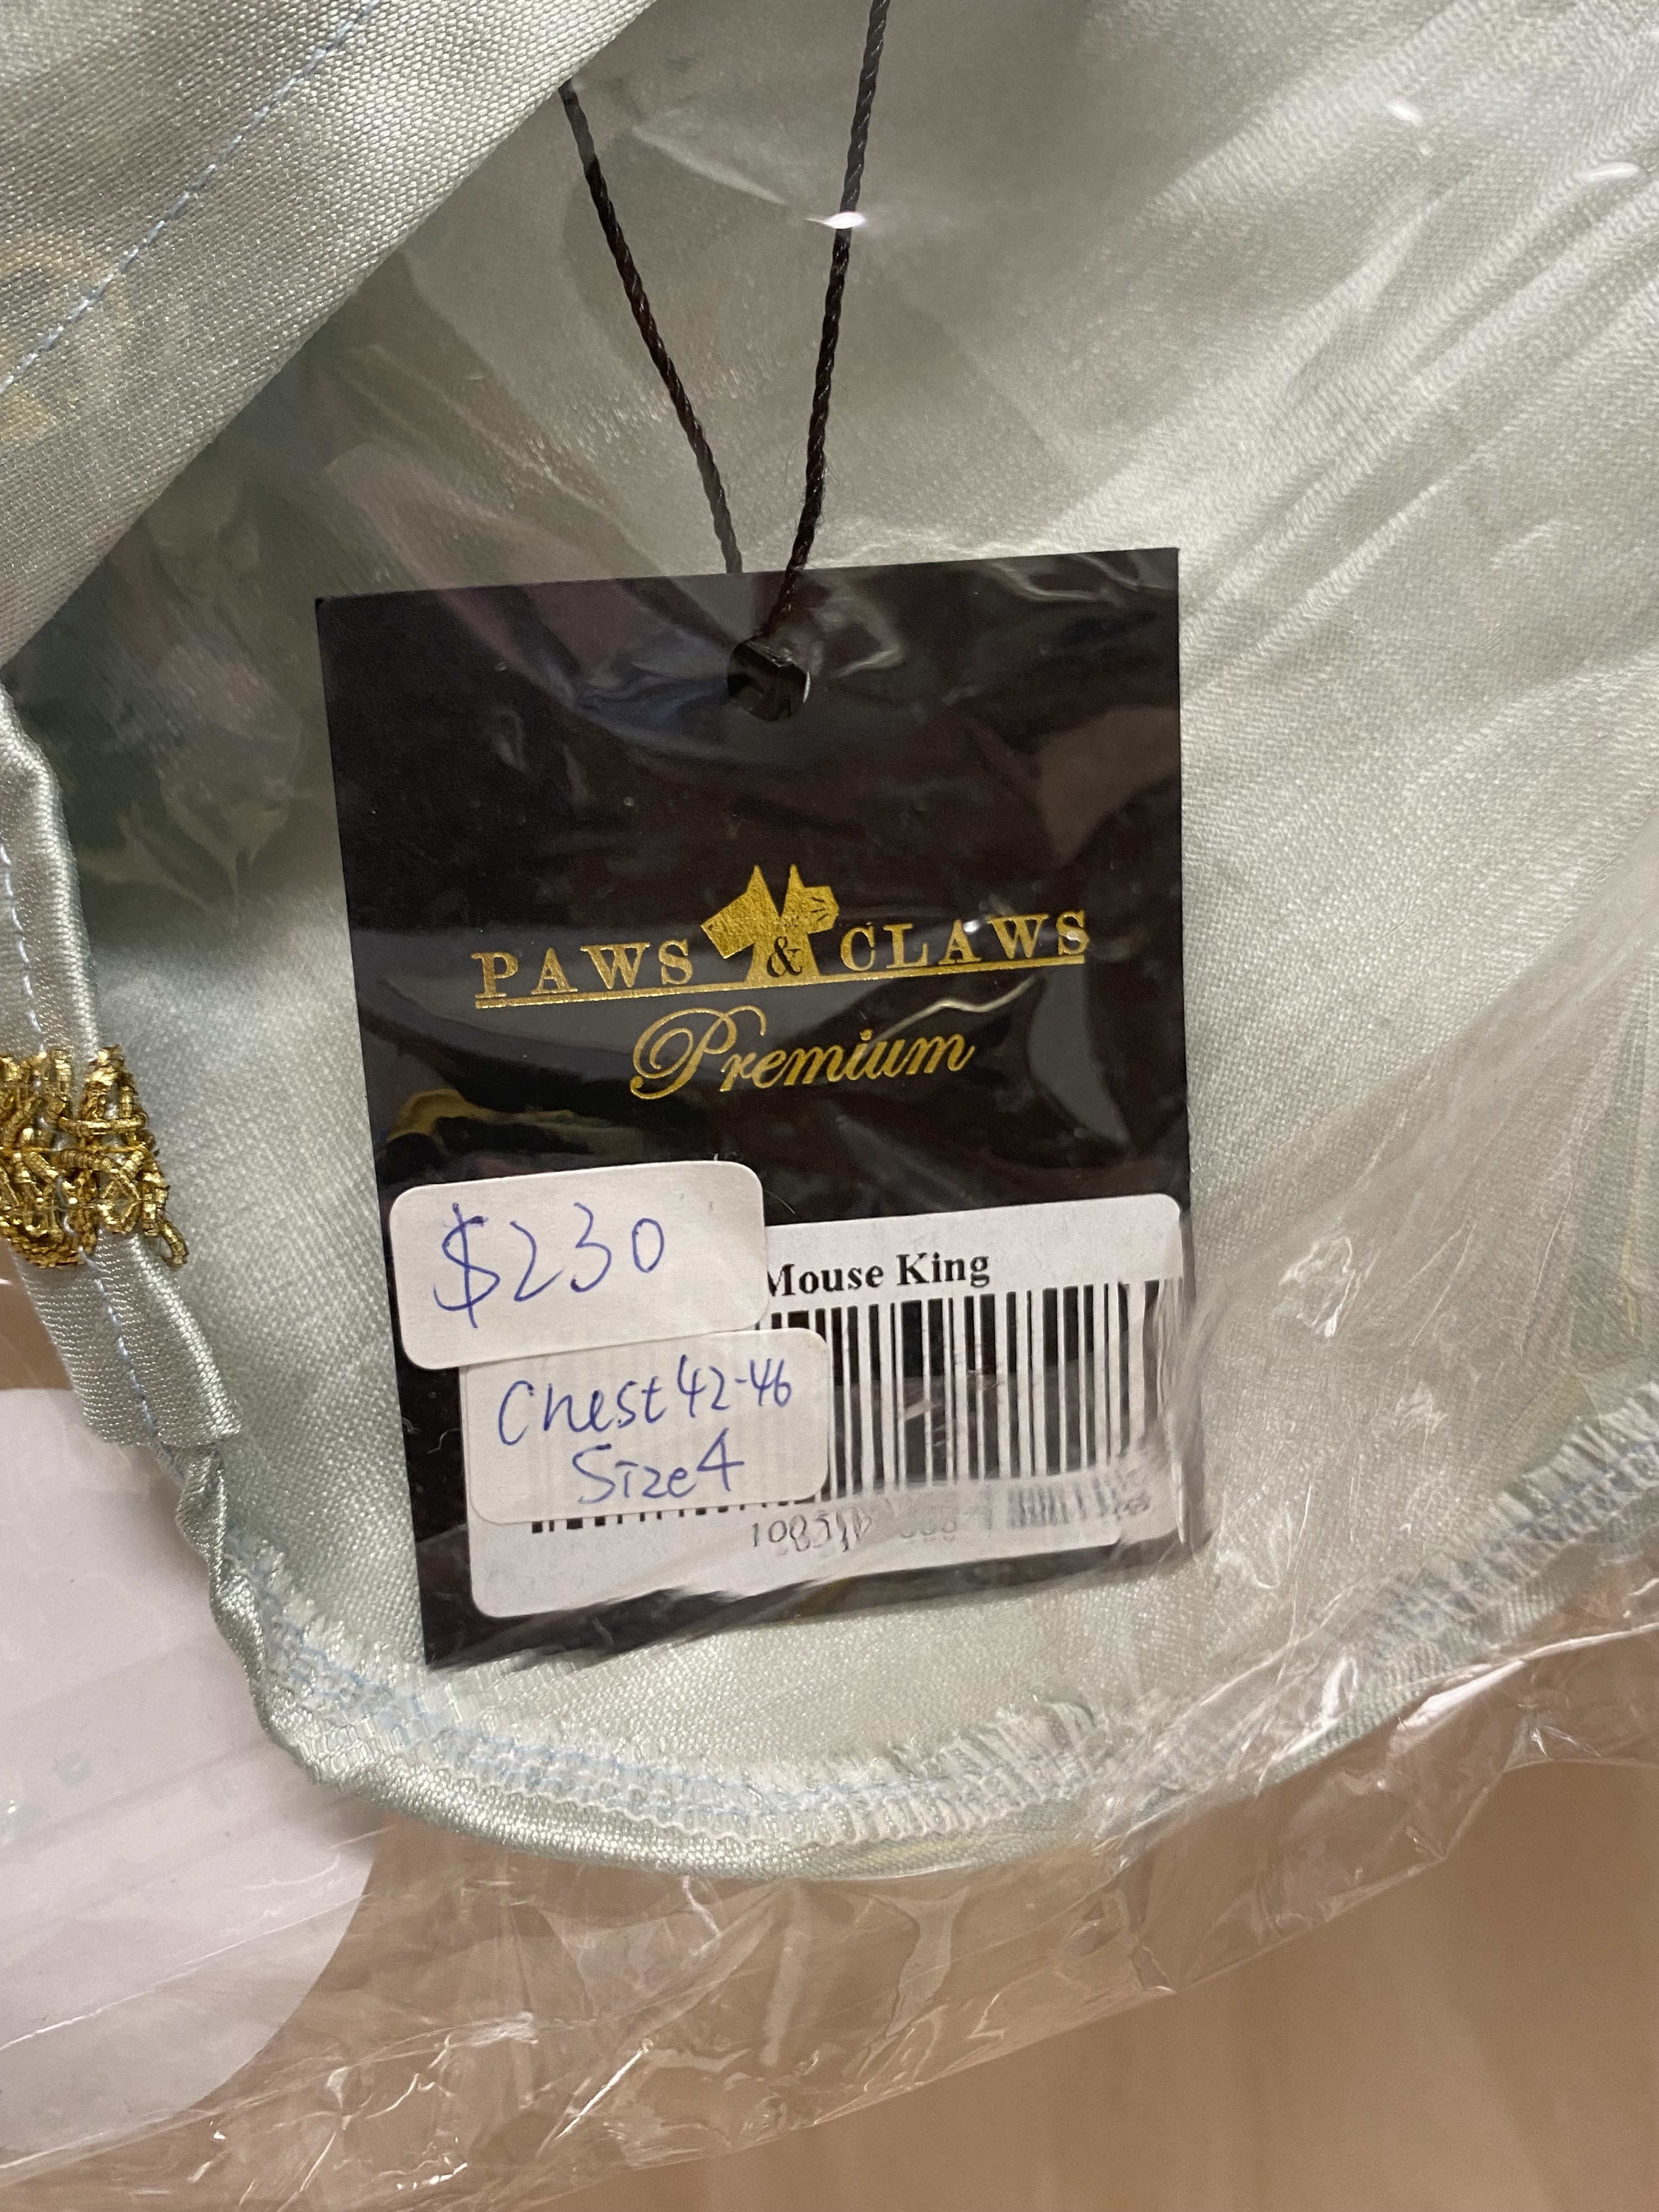 PAWS & CLAWS
Premium
$230
Mouse King
Chest 42-46
Size 4